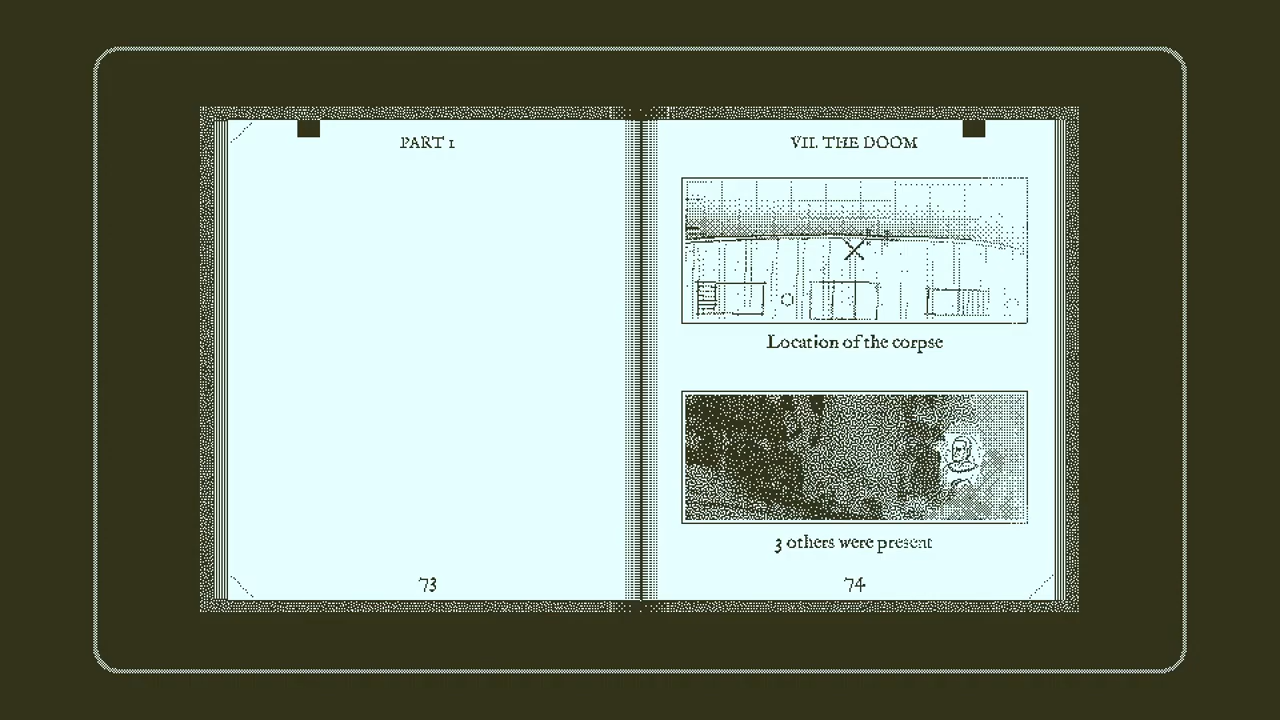 PART 1
VII. THE DOOM
Location of the corpse
3 others were present
73
74